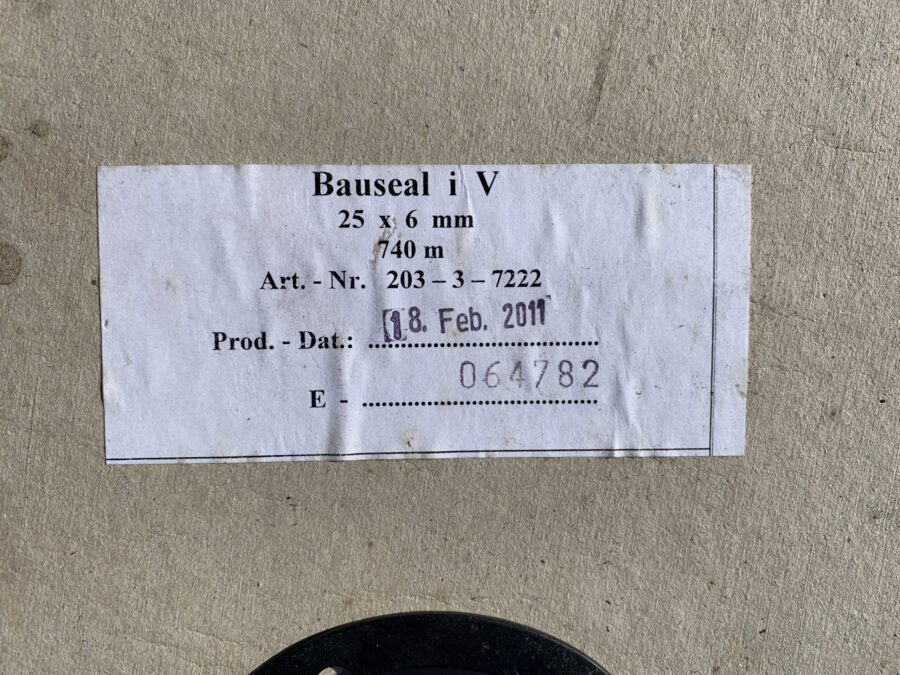 Bauseal i V
25 x 6 mm
740 m
Art. - Nr. 203 – 3 – 7222
Prod. - Dat.: 18. Feb. 2011
E - 064782